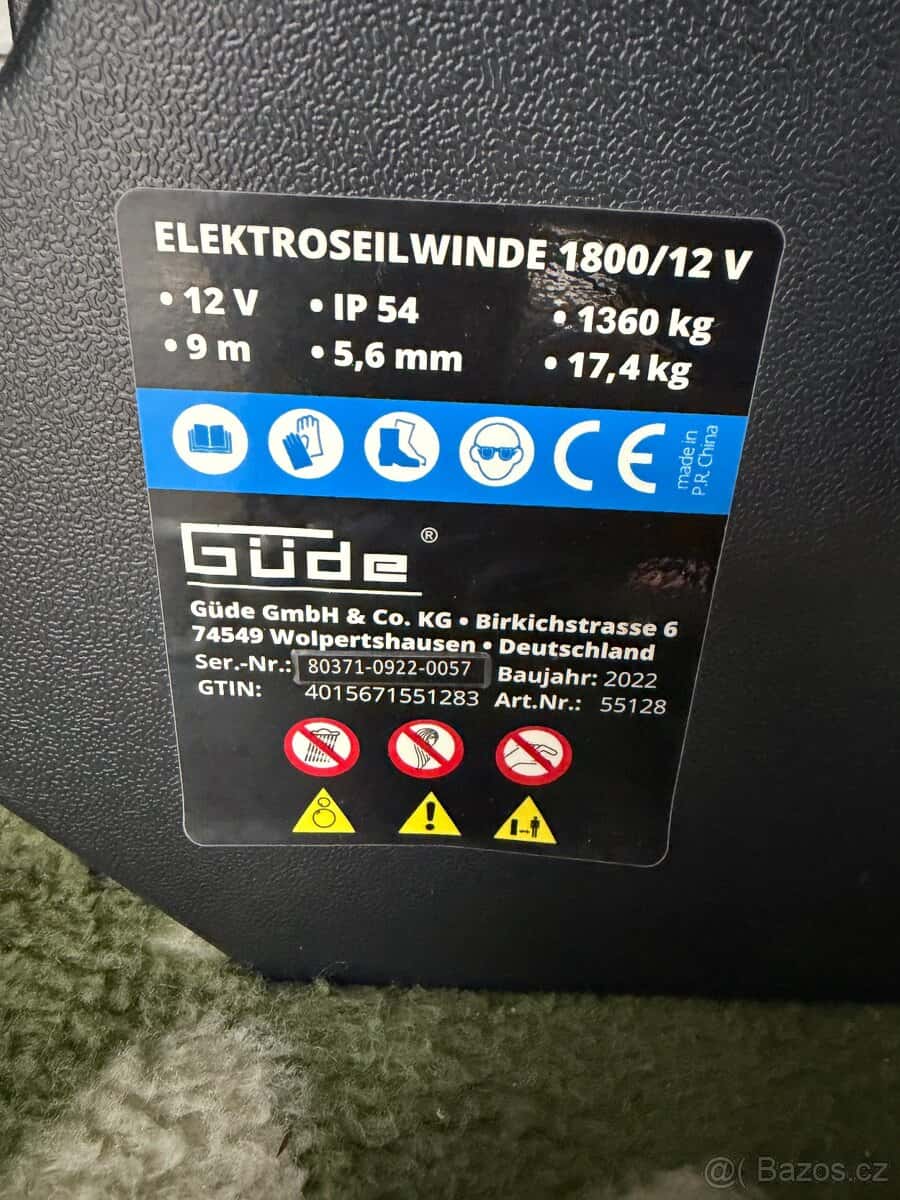 ELEKTROSEILWINDE 1800/12 V
• 12 V • IP 54 • 1360 kg
• 9 m • 5,6 mm • 17,4 kg
CE made in
P.R. China
Güde ®
Güde GmbH & Co. KG • Birkichstrasse 6
74549 Wolpertshausen • Deutschland
Ser.-Nr.: 80371-0922-0057 Baujahr: 2022
GTIN: 4015671551283 Art.Nr.: 55128
@( Bazos.cz